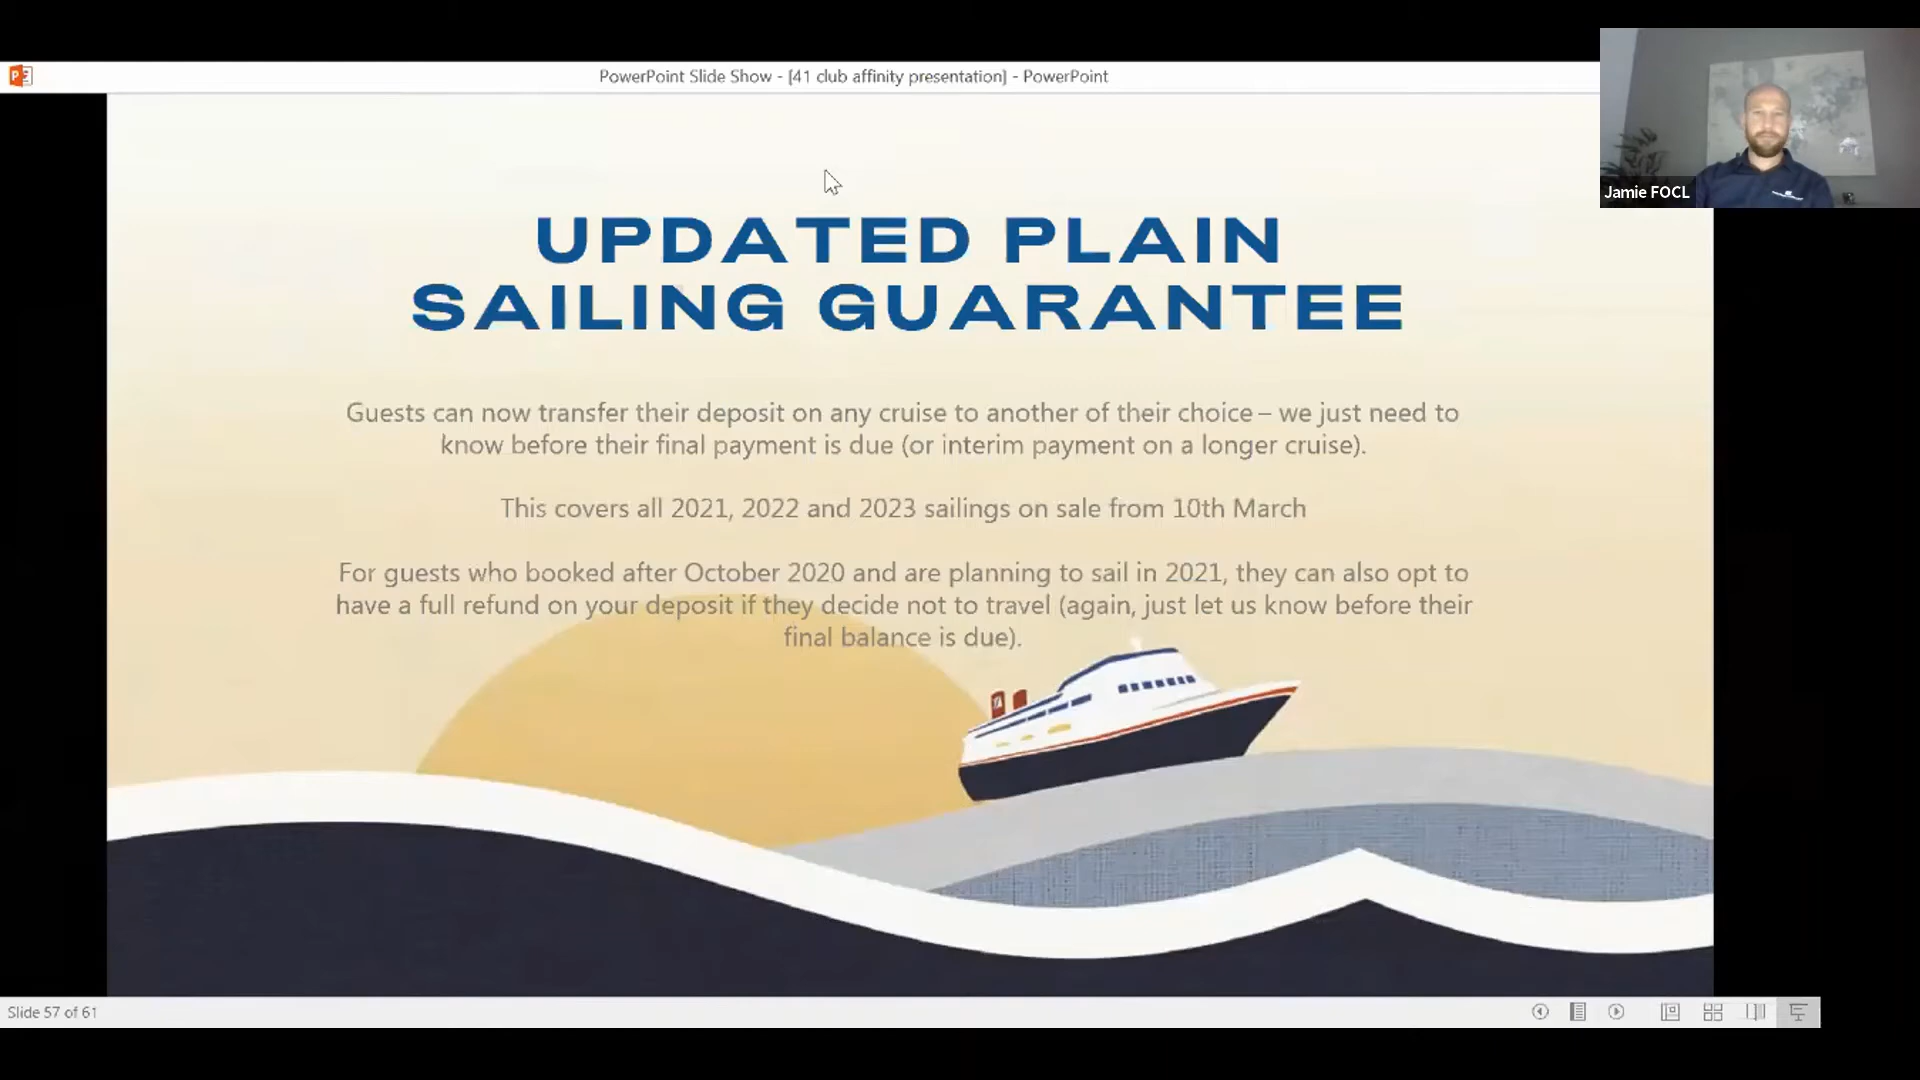 PowerPoint Slide Show - [41 club affinity presentation] - PowerPoint
Jamie FOCL
UPDATED PLAIN
SAILING GUARANTEE
Guests can now transfer their deposit on any cruise to another of their choice – we just need to
know before their final payment is due (or interim payment on a longer cruise).
This covers all 2021, 2022 and 2023 sailings on sale from 10th March
For guests who booked after October 2020 and are planning to sail in 2021, they can also opt to
have a full refund on your deposit if they decide not to travel (again, just let us know before their
final balance is due).
Slide 57 of 61